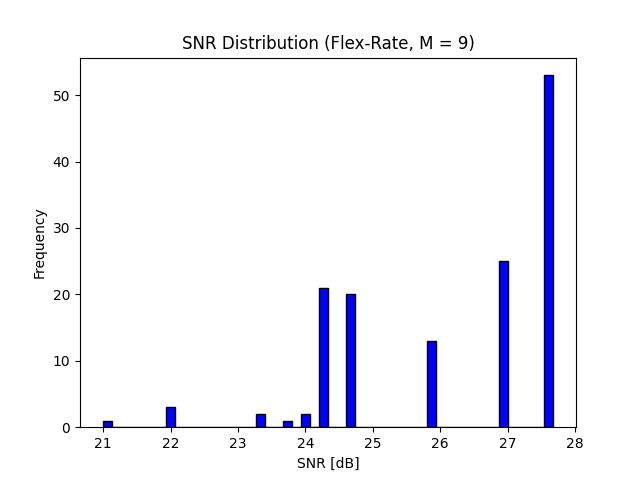 SNR Distribution (Flex-Rate, M = 9)
50
40
30
20
10
0
Frequency
21 22 23 24 25 26 27 28
SNR [dB]